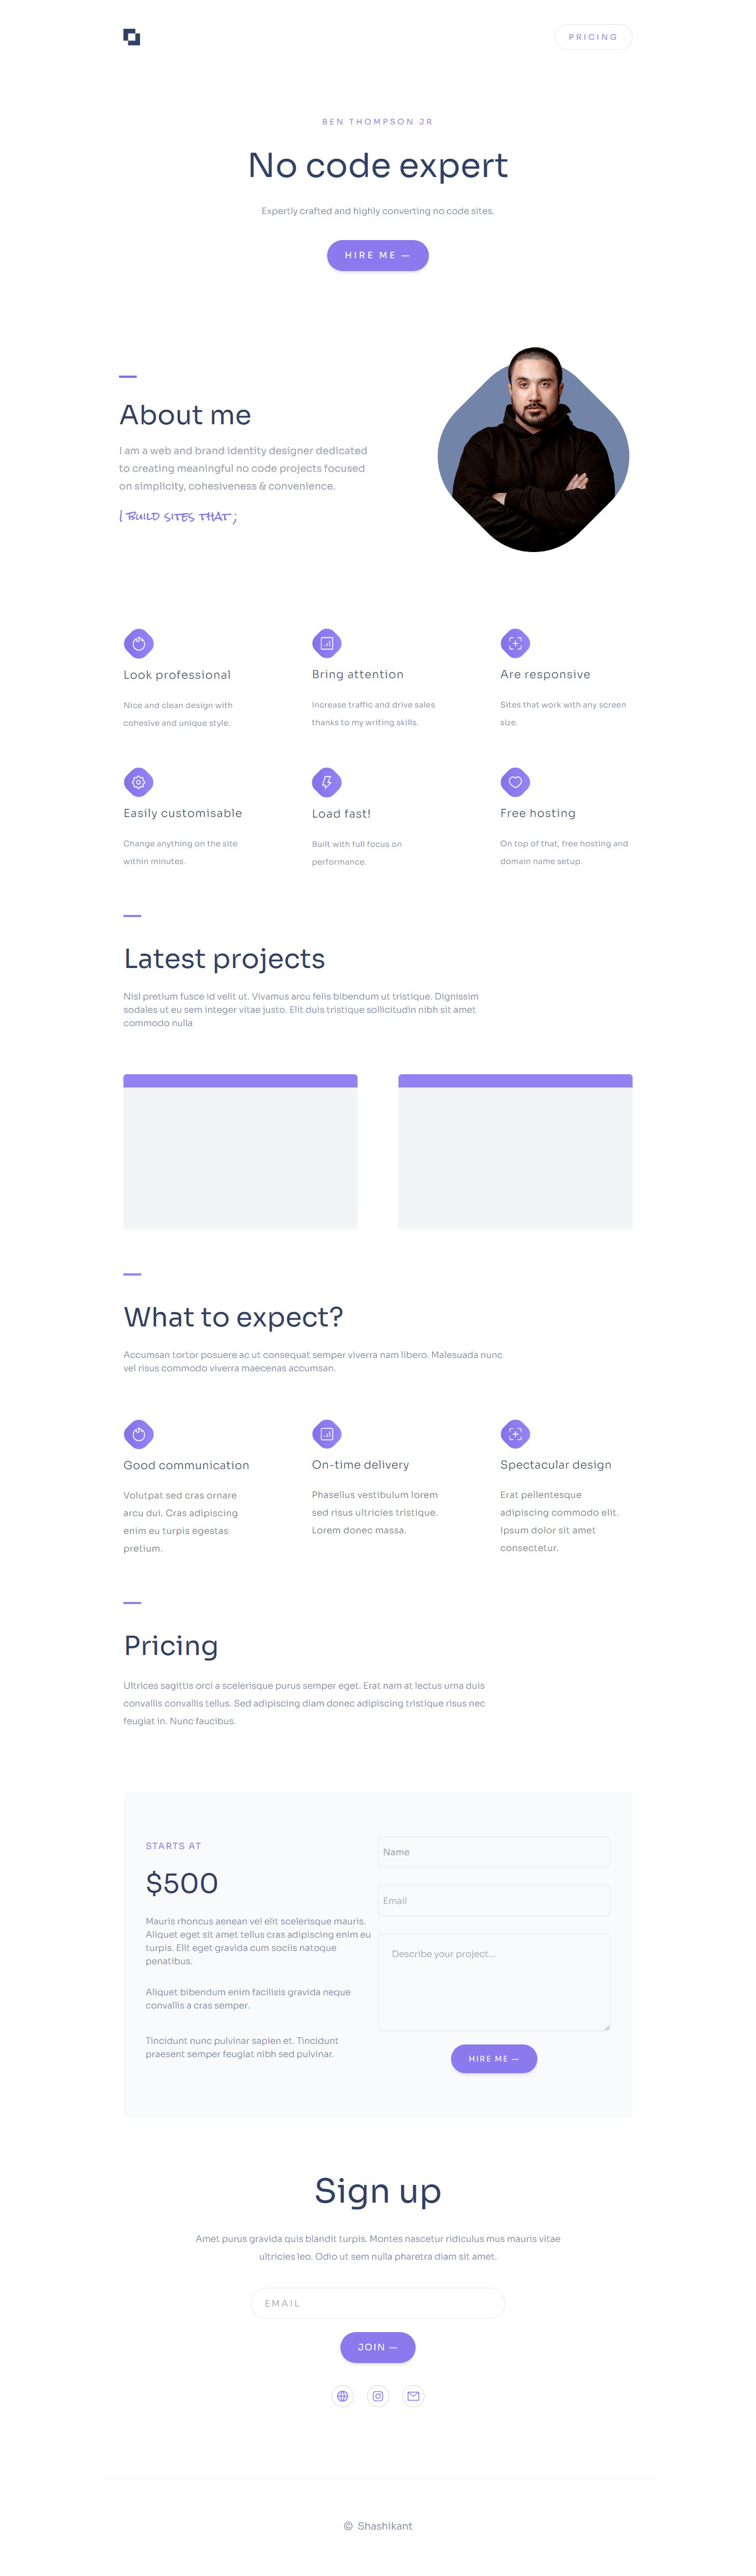 PRICING
BEN THOMPSON JR
No code expert
Expertly crafted and highly converting no code sites.
HIRE ME —
About me
I am a web and brand identity designer dedicated
to creating meaningful no code projects focused
on simplicity, cohesiveness & convenience.
I build sites that ;
Look professional
Nice and clean design with
cohesive and unique style.
Bring attention
Increase traffic and drive sales
thanks to my writing skills.
Are responsive
Sites that work with any screen
size.
Easily customisable
Change anything on the site
within minutes.
Load fast!
Built with full focus on
performance.
Free hosting
On top of that, free hosting and
domain name setup.
Latest projects
Nisl pretium fusce id velit ut. Vivamus arcu felis bibendum ut tristique. Dignissim
sodales ut eu sem integer vitae justo. Elit duis tristique sollicitudin nibh sit amet
commodo nulla
What to expect?
Accumsan tortor posuere ac ut consequat semper viverra nam libero. Malesuada nunc
vel risus commodo viverra maecenas accumsan.
Good communication
Volutpat sed cras ornare
arcu dui. Cras adipiscing
enim eu turpis egestas
pretium.
On-time delivery
Phasellus vestibulum lorem
sed risus ultricies tristique.
Lorem donec massa.
Spectacular design
Erat pellentesque
adipiscing commodo elit.
Ipsum dolor sit amet
consectetur.
Pricing
Ultrices sagittis orci a scelerisque purus semper eget. Erat nam at lectus urna duis
convallis convallis tellus. Sed adipiscing diam donec adipiscing tristique risus nec
feugiat in. Nunc faucibus.
STARTS AT
$500
Mauris rhoncus aenean vel elit scelerisque mauris.
Aliquet eget sit amet tellus cras adipiscing enim eu
turpis. Elit eget gravida cum sociis natoque
penatibus.
Aliquet bibendum enim facilisis gravida neque
convallis a cras semper.
Tincidunt nunc pulvinar sapien et. Tincidunt
praesent semper feugiat nibh sed pulvinar.
Name
Email
Describe your project...
HIRE ME —
Sign up
Amet purus gravida quis blandit turpis. Montes nascetur ridiculus mus mauris vitae
ultricies leo. Odio ut sem nulla pharetra diam sit amet.
EMAIL
JOIN —
© Shashikant